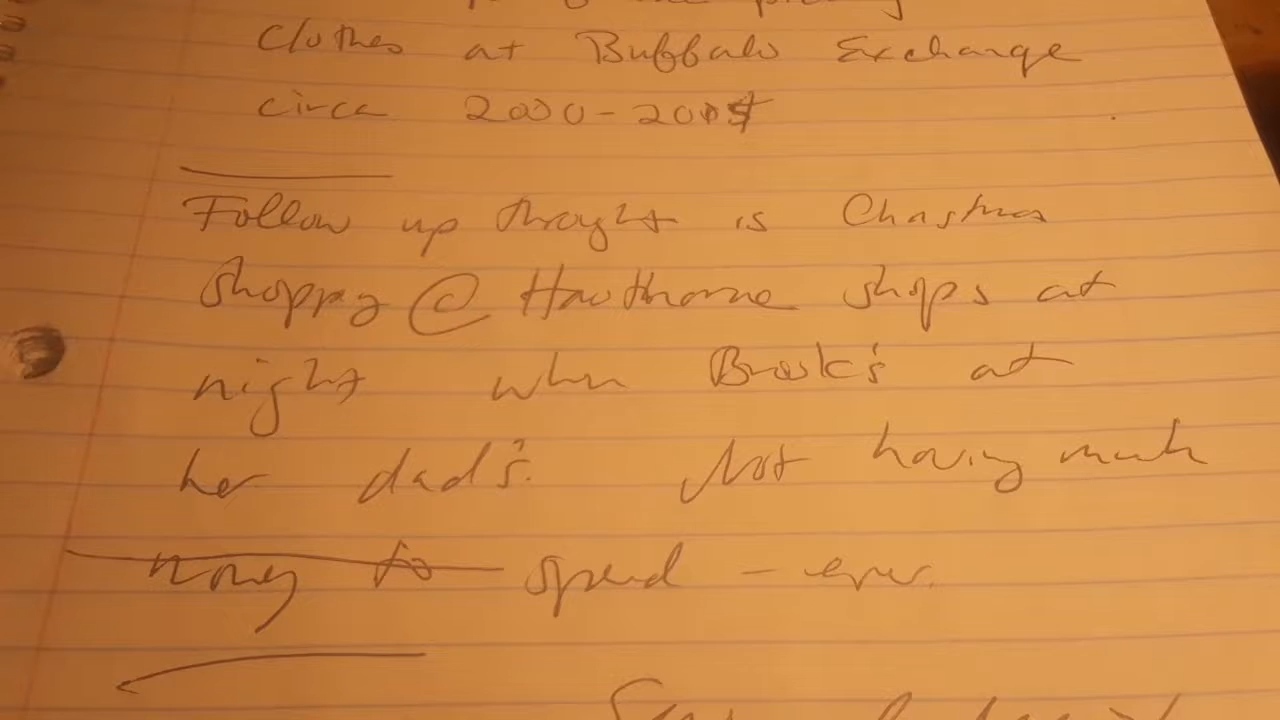 clothes at Buffalo Exchange
circa 2000-2005
Follow up thought is Christmas
shopping @ Hawthorne shops at
night when Brook's at
her dad's. Not having much
money to spend - ever.